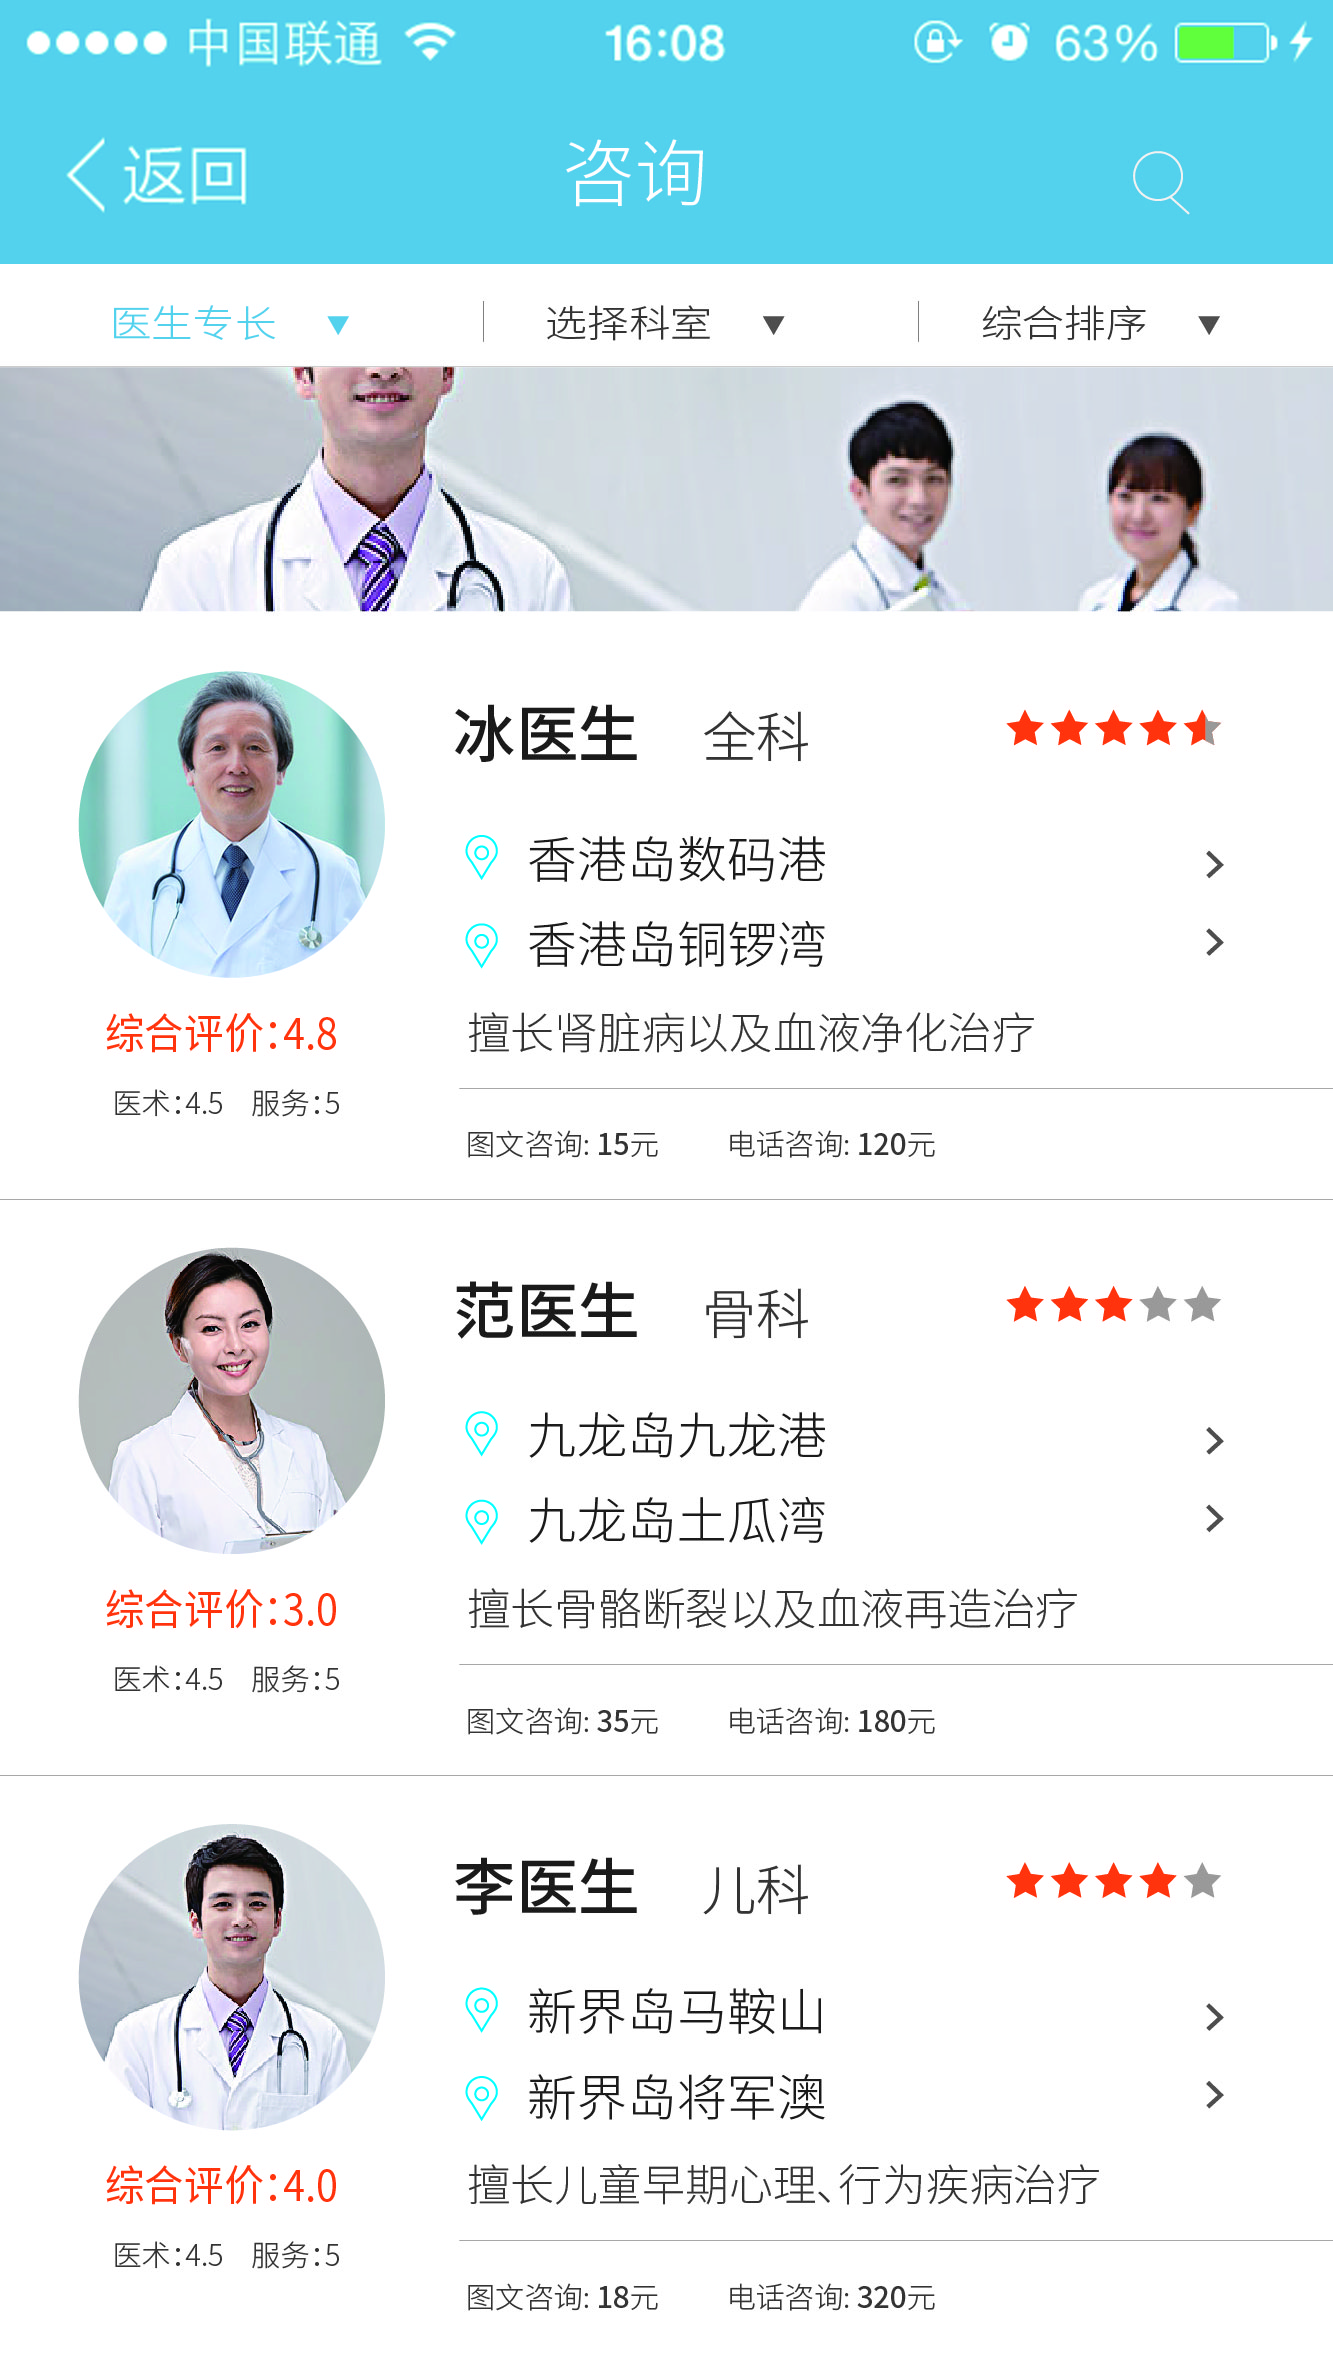 中国联通 16:08 63%
返回 咨询
医生专长 选择科室 综合排序
冰医生 全科
香港岛数码港
香港岛铜锣湾
擅长肾脏病以及血液净化治疗
综合评价:4.8
医术:4.5 服务:5
图文咨询: 15元 电话咨询: 120元
范医生 骨科
九龙岛九龙港
九龙岛土瓜湾
擅长骨骼断裂以及血液再造治疗
综合评价:3.0
医术:4.5 服务:5
图文咨询: 35元 电话咨询: 180元
李医生 儿科
新界岛马鞍山
新界岛将军澳
擅长儿童早期心理、行为疾病治疗
综合评价:4.0
医术:4.5 服务:5
图文咨询: 18元 电话咨询: 320元